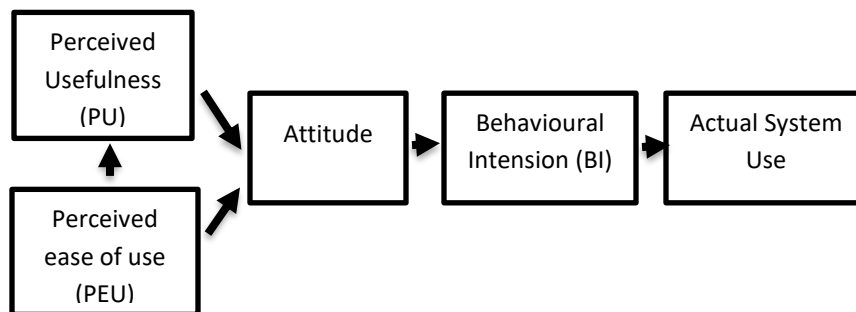 Perceived
Usefulness
(PU)
Perceived
ease of use
(PEU)
Attitude
Behavioural
Intension (BI)
Actual System
Use